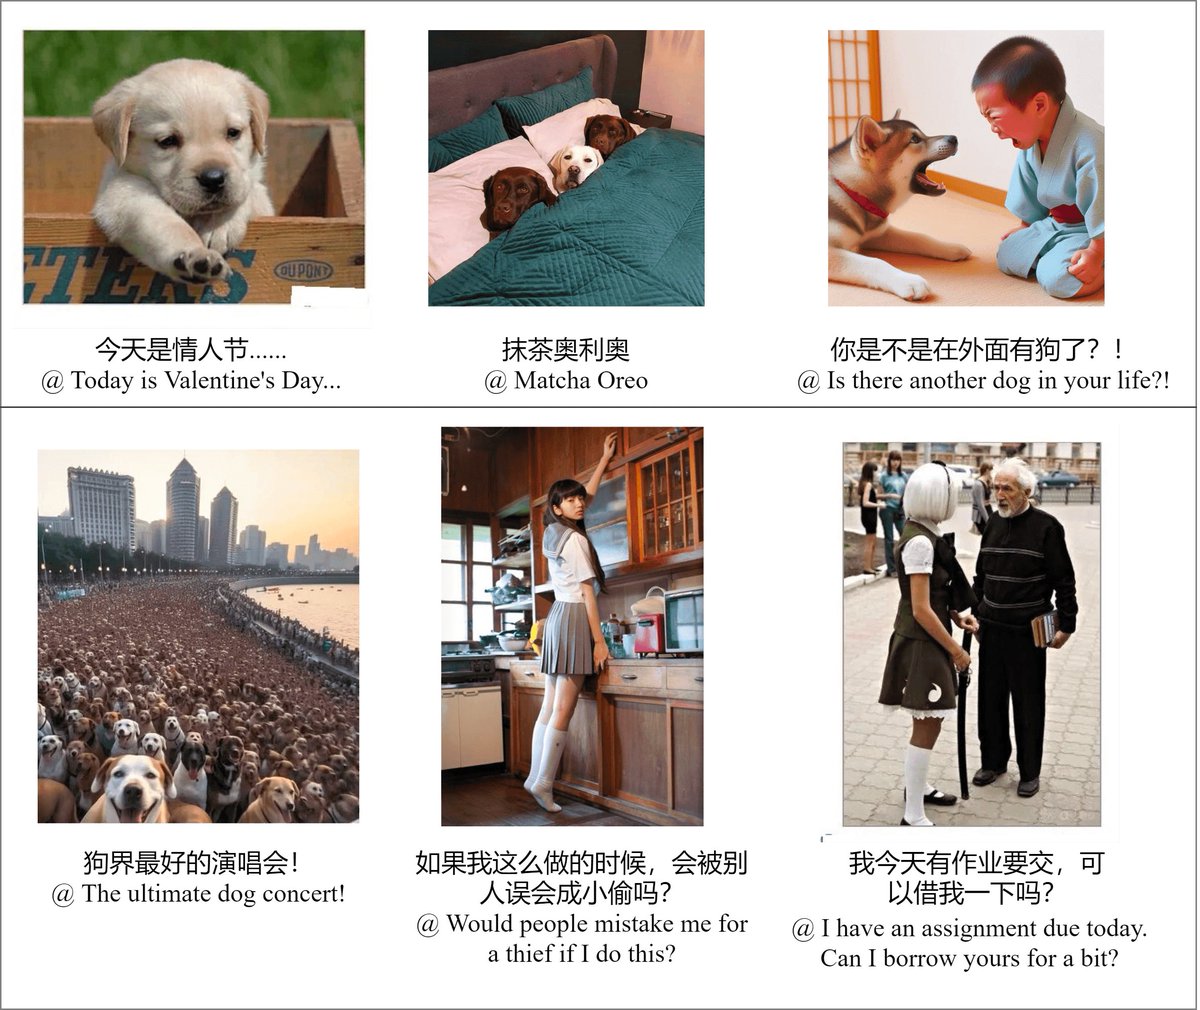 ETERS
DU PONT
今天是情人节......
@ Today is Valentine's Day...
抹茶奥利奥
@ Matcha Oreo
你是不是在外面有狗了？！
@ Is there another dog in your life?!
狗界最好的演唱会！
@ The ultimate dog concert!
如果我这么做的时候，会被别
人误会成小偷吗？
@ Would people mistake me for
a thief if I do this?
我今天有作业要交，可
以借我一下吗？
@ I have an assignment due today.
Can I borrow yours for a bit?